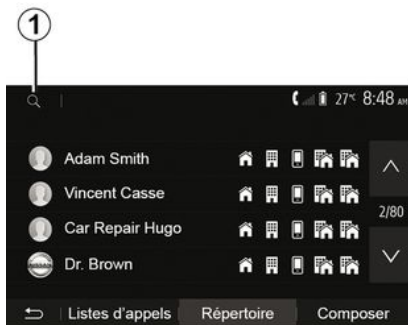 1
27°C 8:48 AM
Adam Smith
Vincent Casse
2/80
Car Repair Hugo
Dr. Brown
Listes d'appels Répertoire Composer